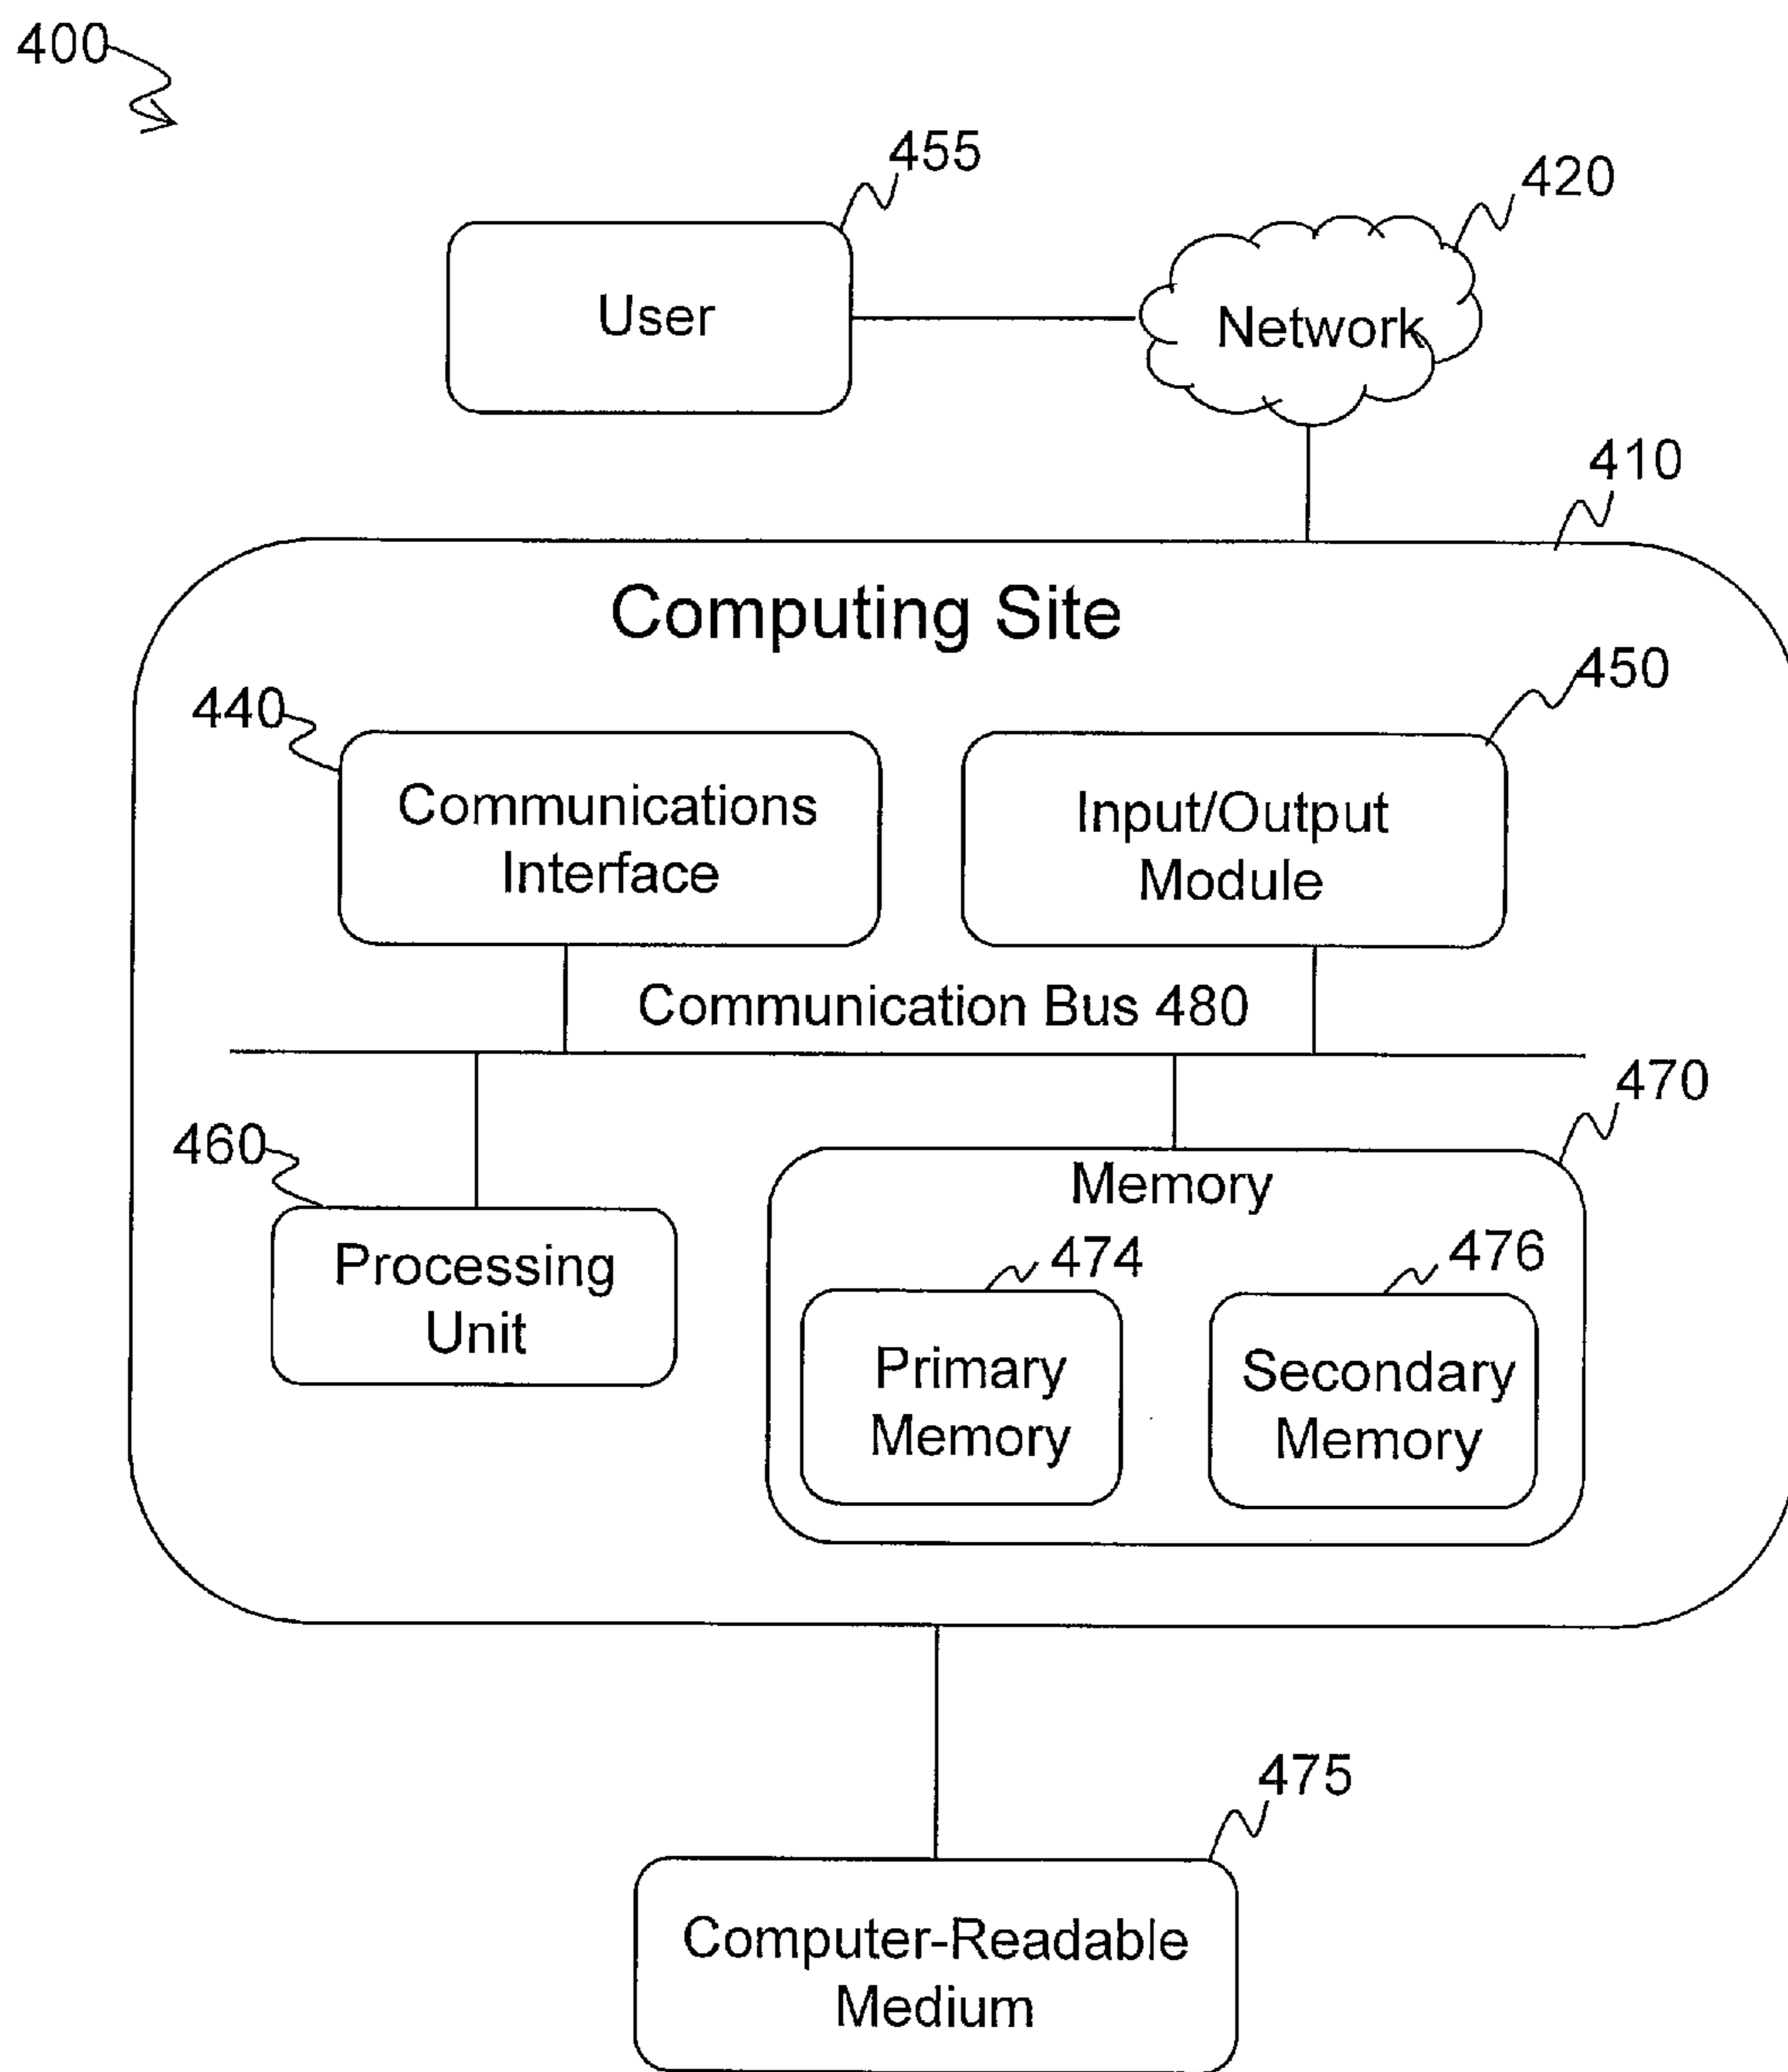 400
455
420
User
Network
410
Computing Site
450
440
Communications
Interface
Input/Output
Module
Communication Bus 480
470
460
Memory
Processing
Unit
474
476
Primary
Memory
Secondary
Memory
475
Computer-Readable
Medium